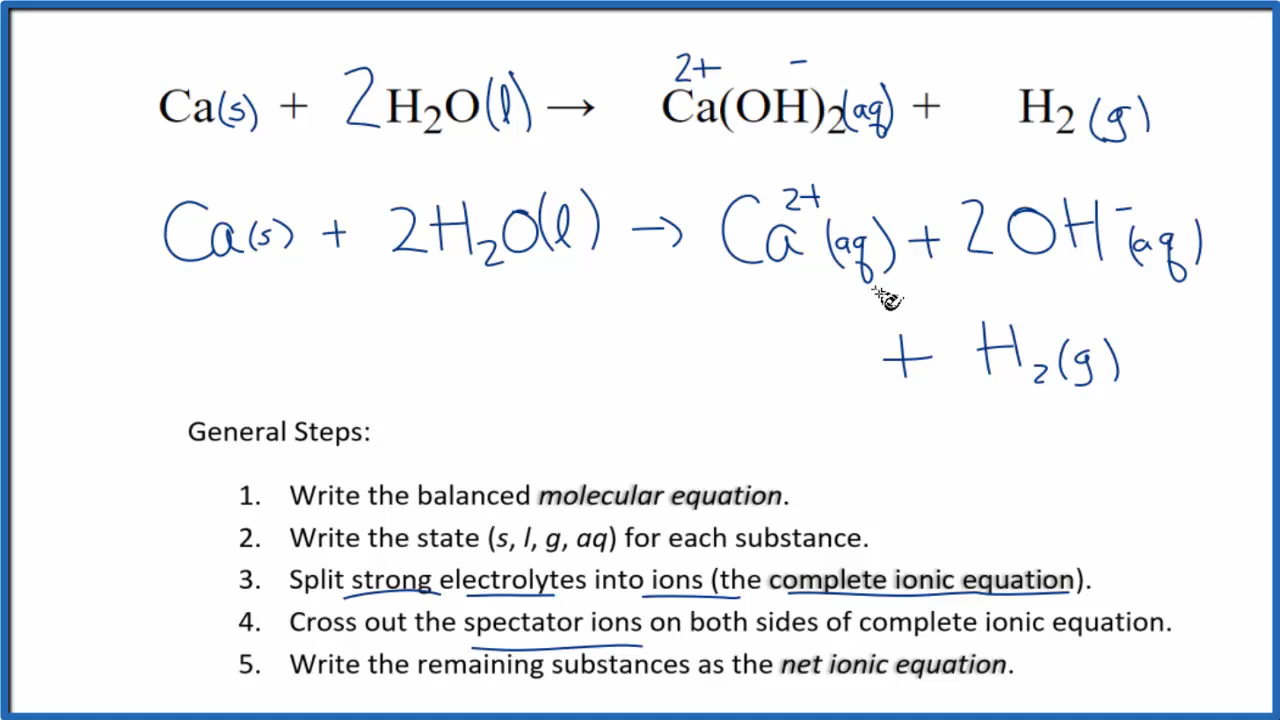 Ca(s) + 2H₂O(l) → Ca(OH)₂(aq) + H₂(g)
2+ -
Ca(s) + 2H₂O(l) → Ca²⁺(aq) + 2OH⁻(aq)
+ H₂(g)
General Steps:
1. Write the balanced molecular equation.
2. Write the state (s, l, g, aq) for each substance.
3. Split strong electrolytes into ions (the complete ionic equation).
4. Cross out the spectator ions on both sides of complete ionic equation.
5. Write the remaining substances as the net ionic equation.